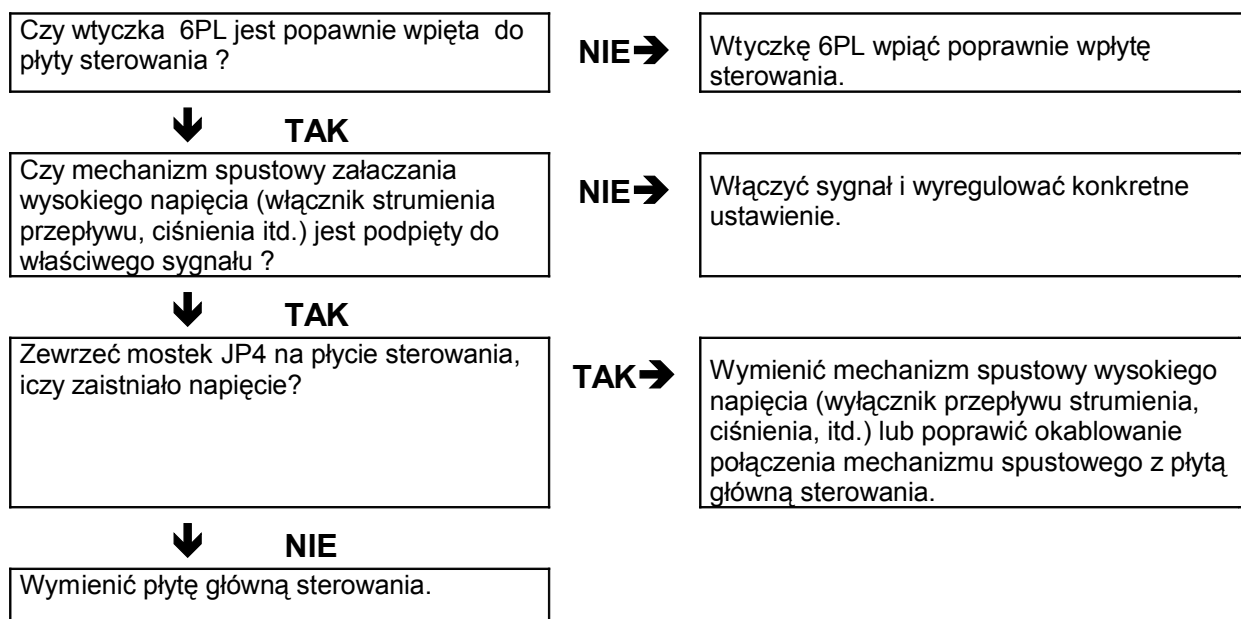 Czy wtyczka  6PL jest popawnie wpięta  do
płyty sterowania ?
NIE➔
Wtyczkę 6PL wpiąć poprawnie wpłytę
sterowania.
🡻 TAK
Czy mechanizm spustowy załaczania
wysokiego napięcia (włącznik strumienia
przepływu, ciśnienia itd.) jest podpięty do
właściwego sygnału ?
NIE➔
Włączyć sygnał i wyregulować konkretne
ustawienie.
🡻 TAK
Zewrzeć mostek JP4 na płycie sterowania,
iczy zaistniało napięcie?
TAK➔
Wymienić mechanizm spustowy wysokiego
napięcia (wyłącznik przepływu strumienia,
ciśnienia, itd.) lub poprawić okablowanie
połączenia mechanizmu spustowego z płytą
główną sterowania.
🡻 NIE
Wymienić płytę główną sterowania.